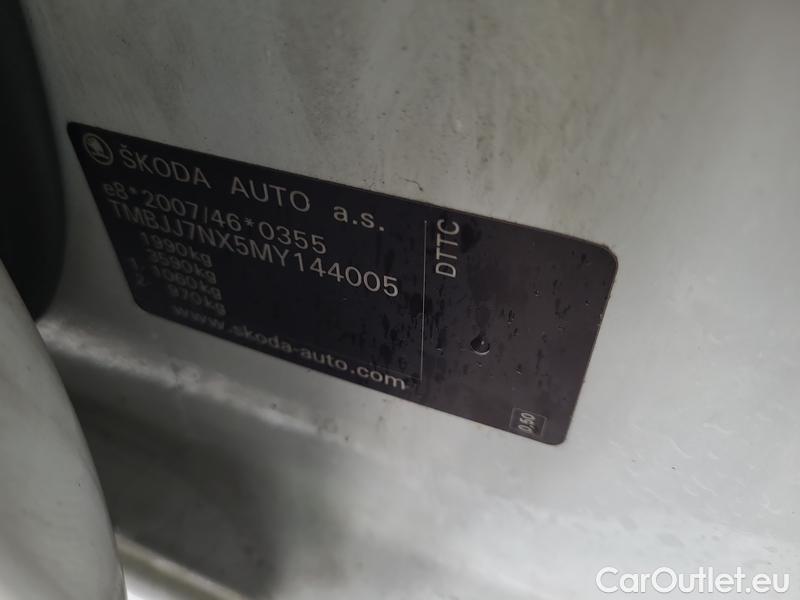 ŠKODA AUTO a.s.
e8*2007/46*0355
TMBJJ7NX5MY144005
1990kg
3590kg
1- 1060kg
2- 970kg
www.skoda-auto.com
DTTC
0.50
CarOutlet.eu